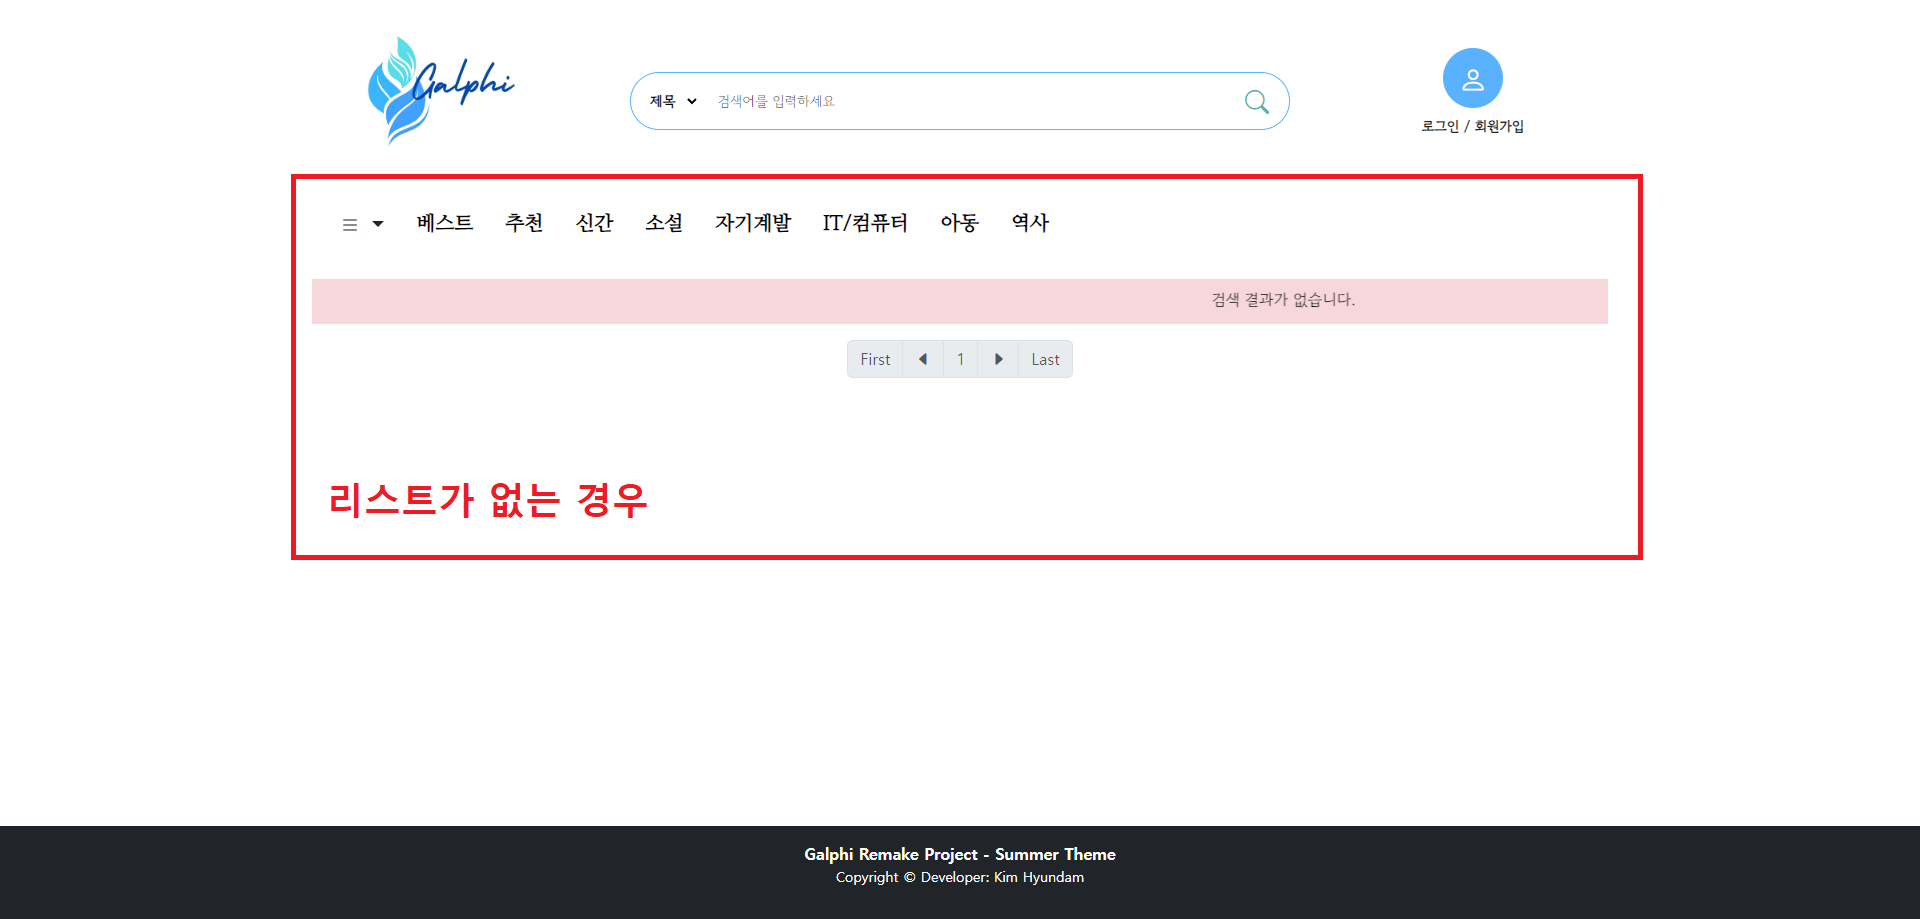 Galphi
제목 검색어를 입력하세요
로그인 / 회원가입
베스트 추천 신간 소설 자기계발 IT/컴퓨터 아동 역사
검색 결과가 없습니다.
First 1 Last
리스트가 없는 경우
Galphi Remake Project - Summer Theme
Copyright © Developer: Kim Hyundam